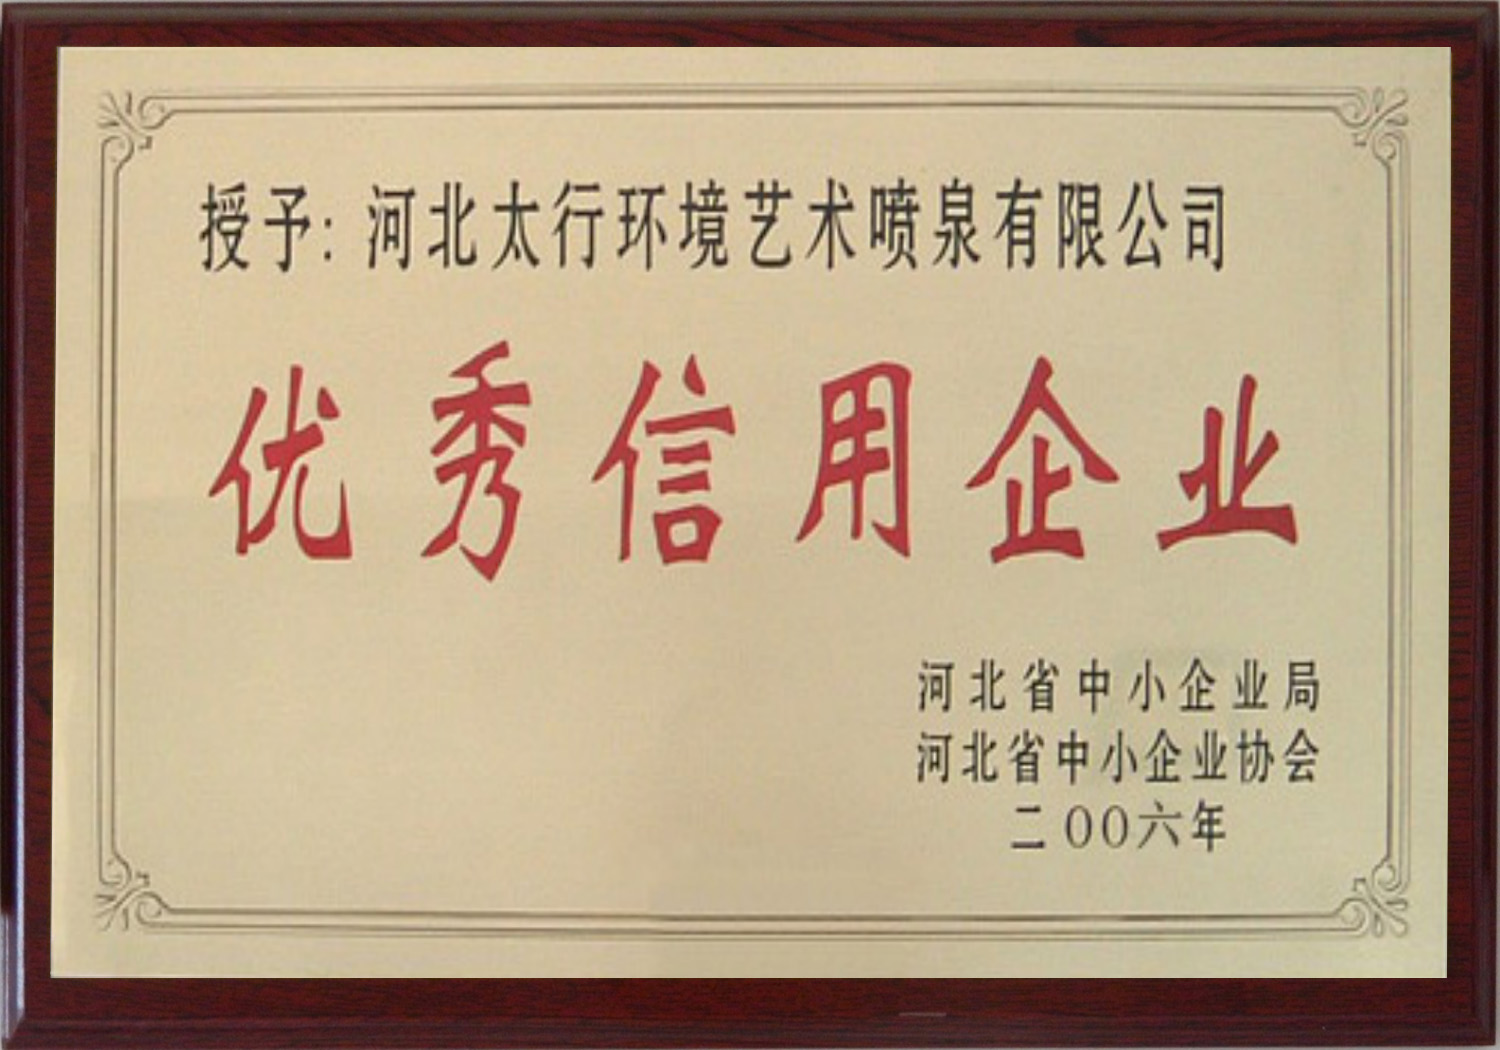 授予:河北太行环境艺术喷泉有限公司
优秀信用企业
河北省中小企业局
河北省中小企业协会
二00六年